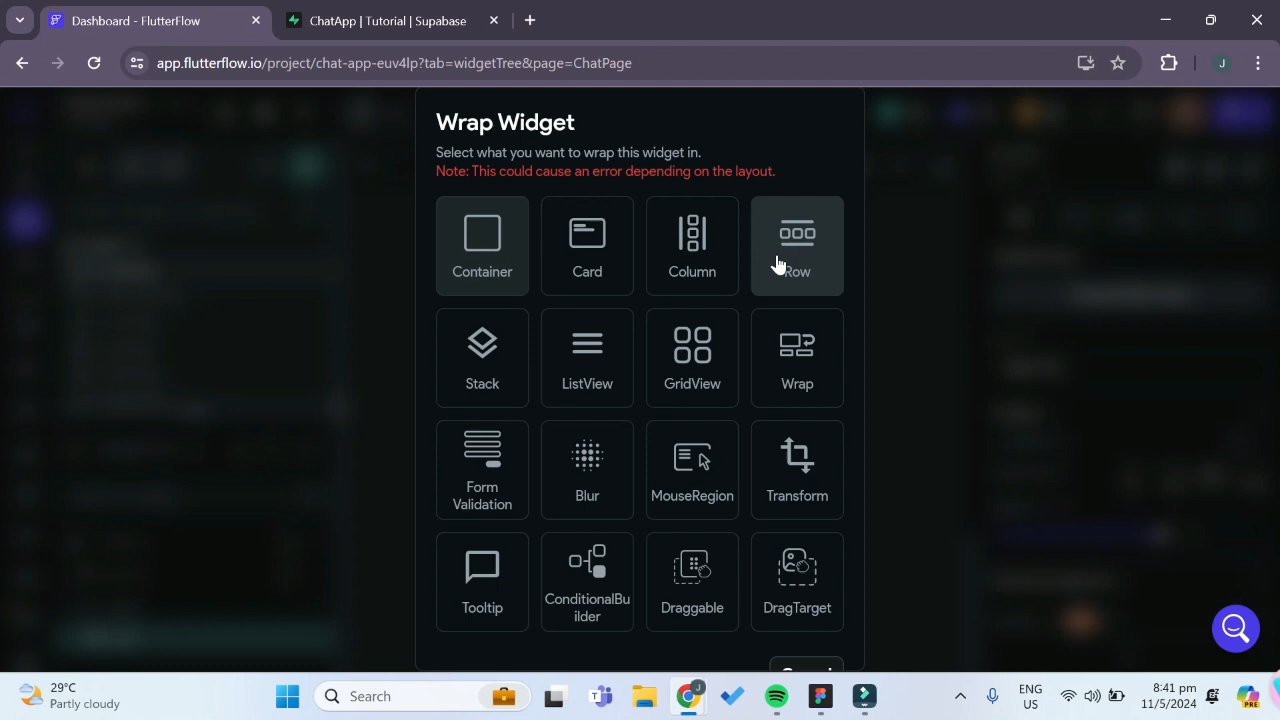 Dashboard - FlutterFlow
ChatApp | Tutorial | Supabase
app.flutterflow.io/project/chat-app-euv4lp?tab=widgetTree&page=ChatPage
J
Wrap Widget
Select what you want to wrap this widget in.
Note: This could cause an error depending on the layout.
Container
Card
Column
Row
Stack
ListView
GridView
Wrap
Form
Validation
Blur
MouseRegion
Transform
Tooltip
ConditionalBu
ilder
Draggable
DragTarget
29°C
Partly cloudy
Search
J
ENG
US
8:41 pm
11/5/2024
PRE